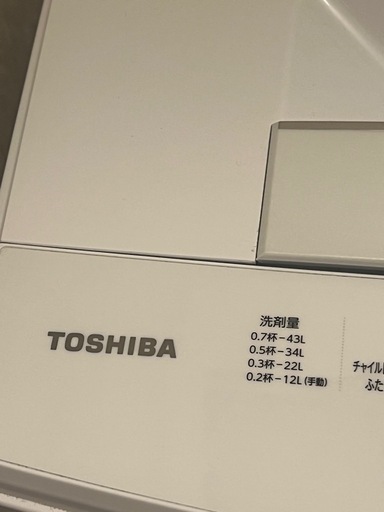 TOSHIBA
洗剤量
0.7杯-43L
0.5杯-34L
0.3杯-22L
0.2杯-12L(手動)
チャイル
ふた